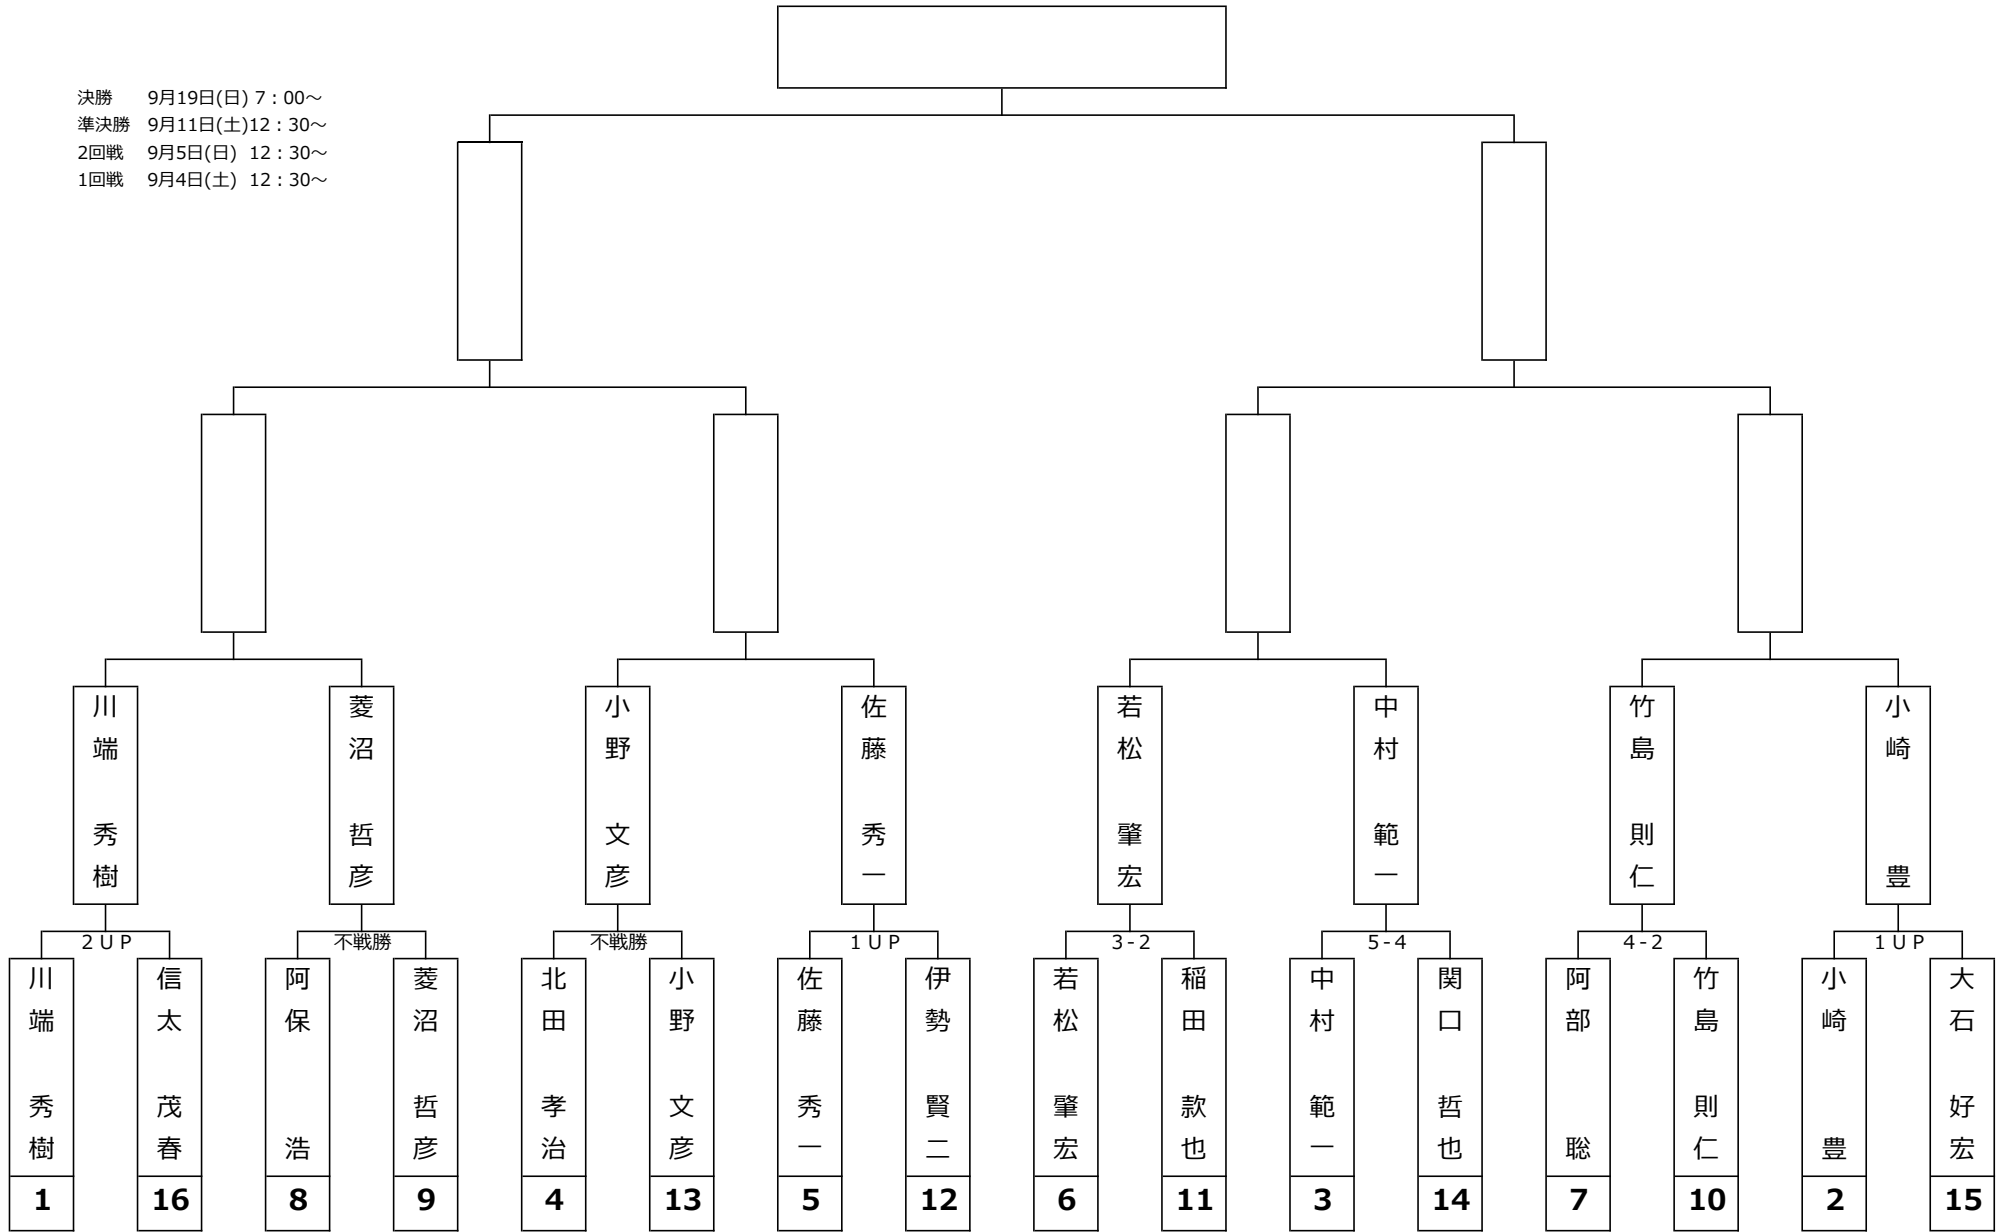 決勝 9月19日(日) 7：00～
準決勝 9月11日(土)12：30～
2回戦 9月5日(日) 12：30～
1回戦 9月4日(土) 12：30～
川端 秀樹
菱沼 哲彦
小野 文彦
佐藤 秀一
若松 肇宏
中村 範一
竹島 則仁
小崎 豊
2UP
不戦勝
不戦勝
1UP
3-2
5-4
4-2
1UP
川端 秀樹
信太 茂春
阿保 浩
菱沼 哲彦
北田 孝治
小野 文彦
佐藤 秀一
伊勢 賢二
若松 肇宏
稲田 款也
中村 範一
関口 哲也
阿部 聡
竹島 則仁
小崎 豊
大石 好宏
1
16
8
9
4
13
5
12
6
11
3
14
7
10
2
15